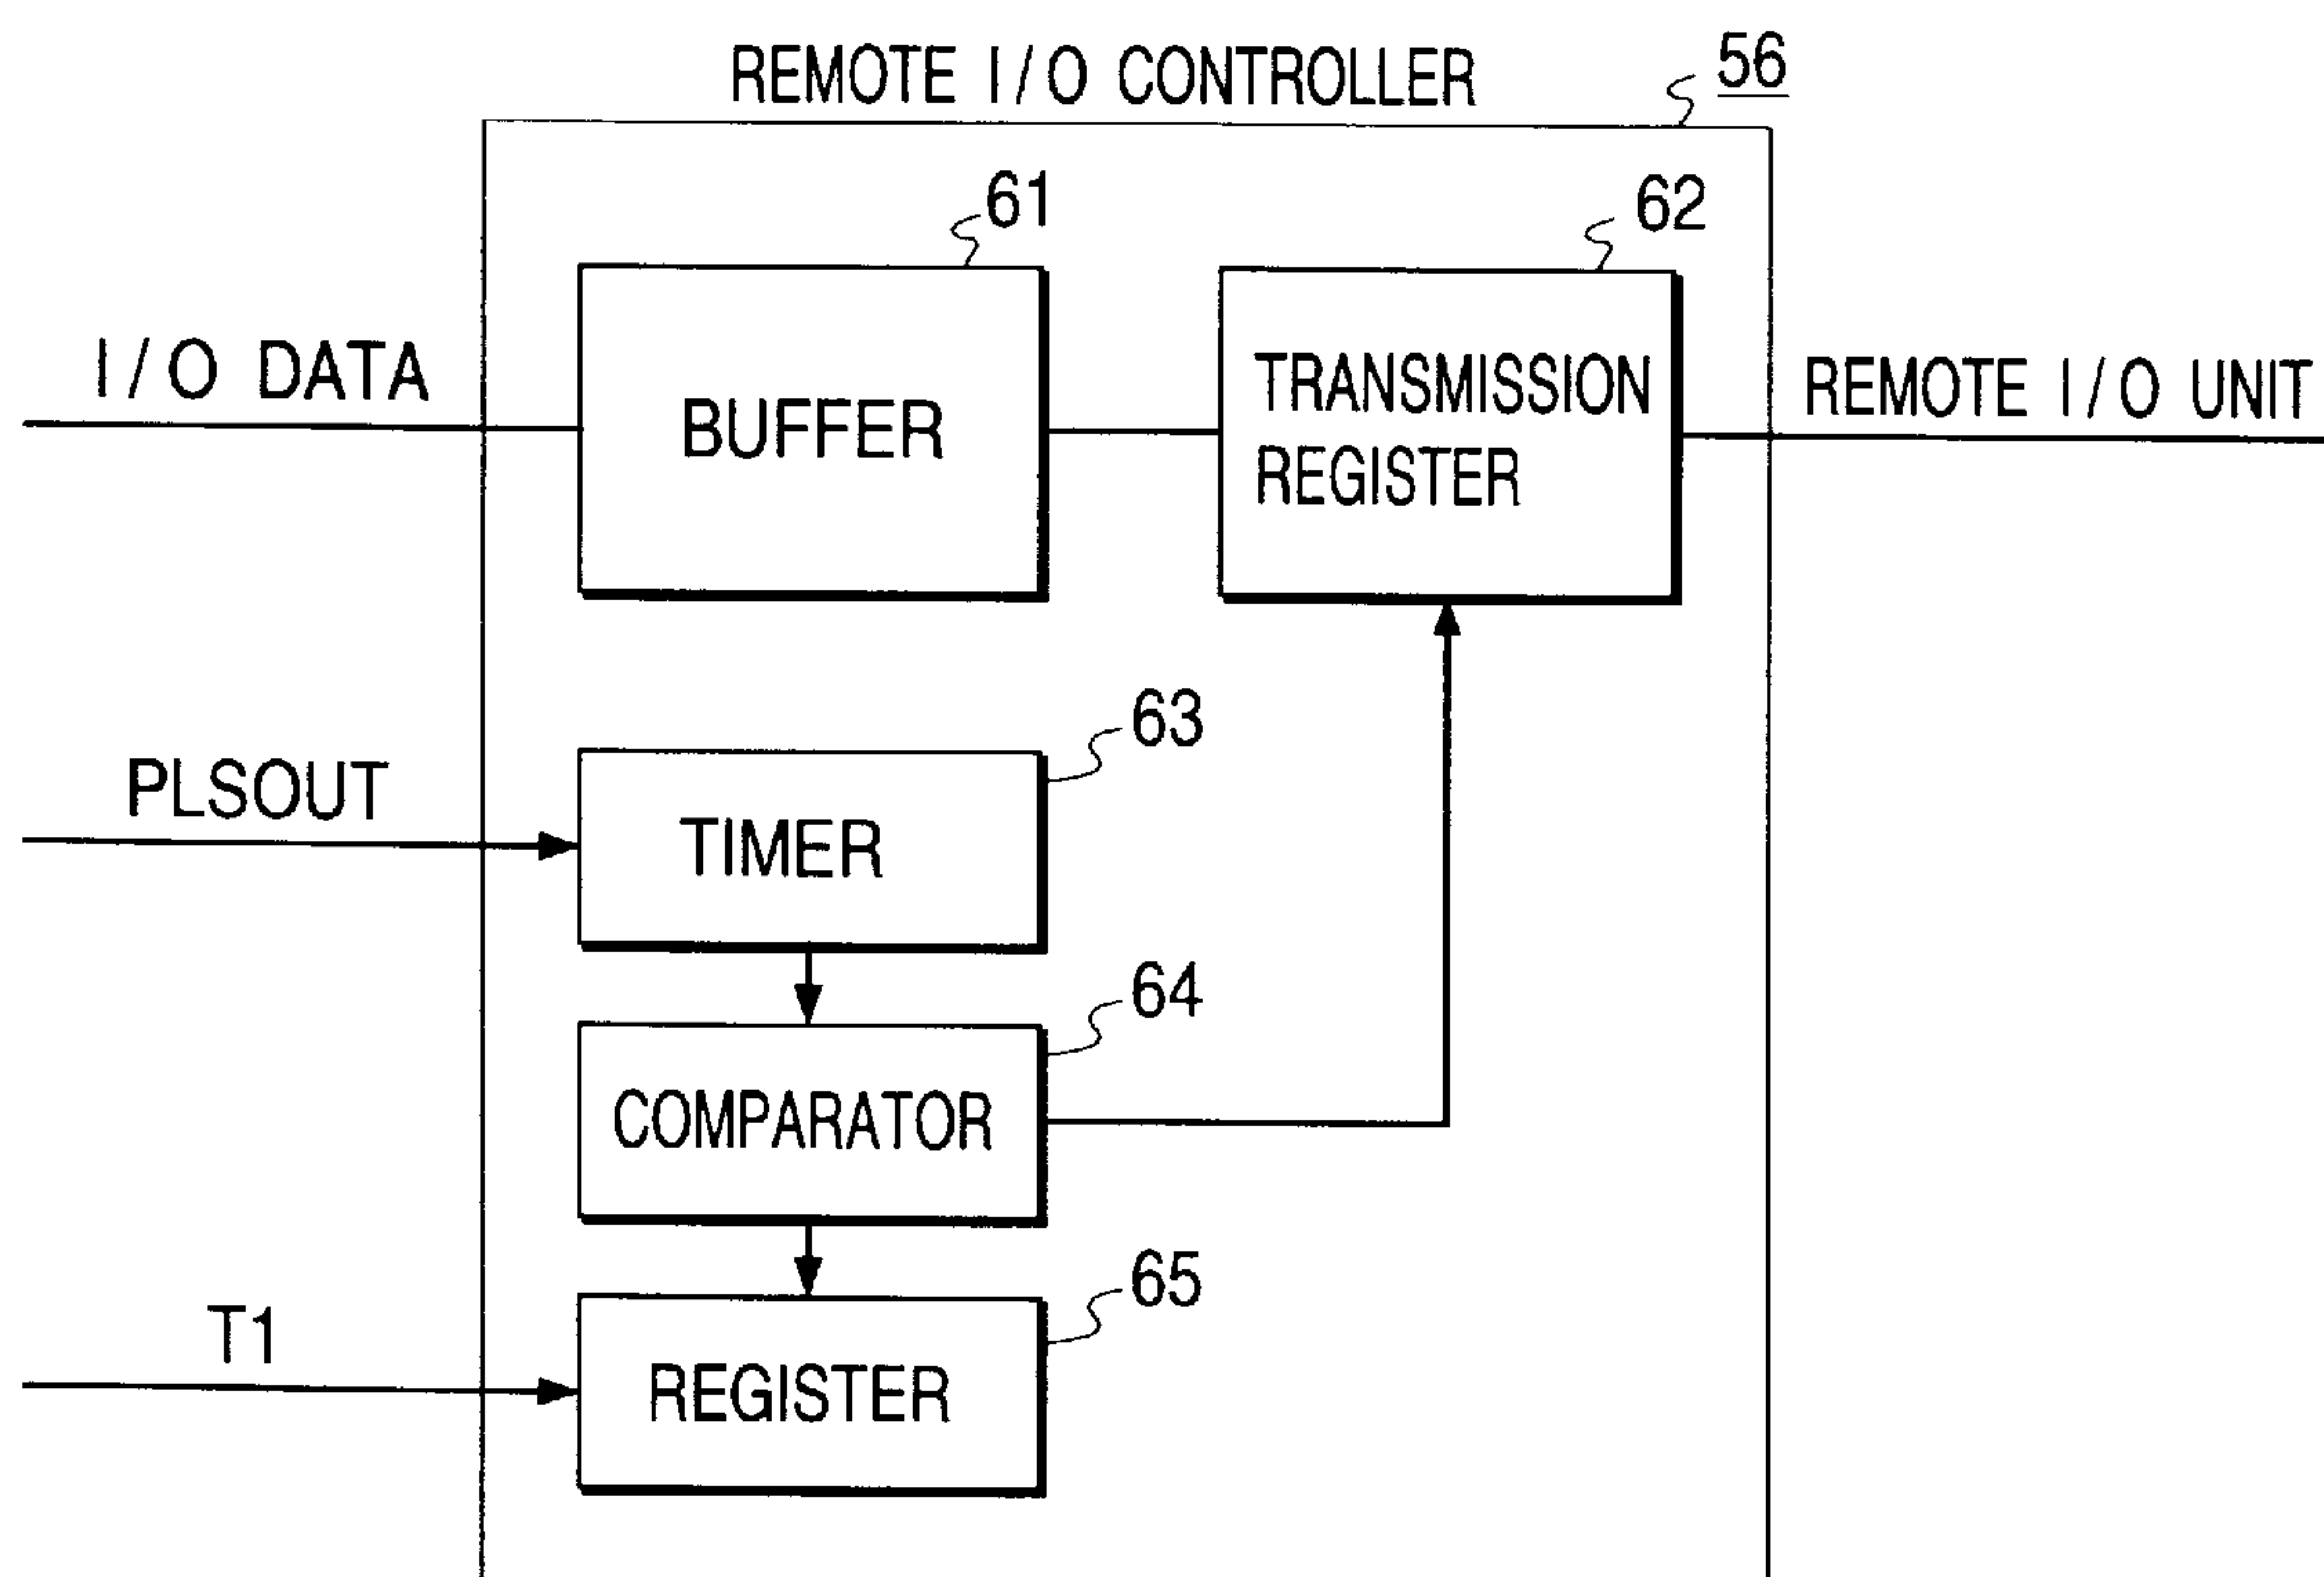 REMOTE I/O CONTROLLER
56
61
62
I/O DATA
BUFFER
TRANSMISSION
REGISTER
REMOTE I/O UNIT
63
PLSOUT
TIMER
64
COMPARATOR
65
T1
REGISTER